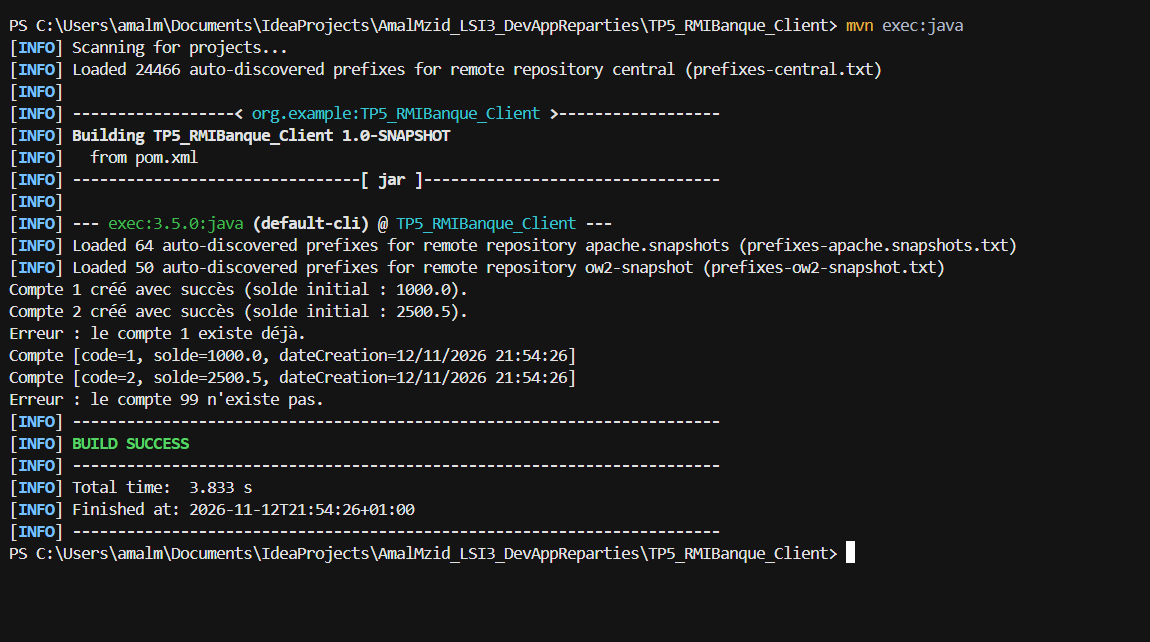 PS C:\Users\amalm\Documents\IdeaProjects\AmalMzid_LSI3_DevAppReparties\TP5_RMIBanque_Client> mvn exec:java
[INFO] Scanning for projects...
[INFO] Loaded 24466 auto-discovered prefixes for remote repository central (prefixes-central.txt)
[INFO]
[INFO] ------------------< org.example:TP5_RMIBanque_Client >------------------
[INFO] Building TP5_RMIBanque_Client 1.0-SNAPSHOT
[INFO]   from pom.xml
[INFO] --------------------------------[ jar ]---------------------------------
[INFO]
[INFO] --- exec:3.5.0:java (default-cli) @ TP5_RMIBanque_Client ---
[INFO] Loaded 64 auto-discovered prefixes for remote repository apache.snapshots (prefixes-apache.snapshots.txt)
[INFO] Loaded 50 auto-discovered prefixes for remote repository ow2-snapshot (prefixes-ow2-snapshot.txt)
Compte 1 créé avec succès (solde initial : 1000.0).
Compte 2 créé avec succès (solde initial : 2500.5).
Erreur : le compte 1 existe déjà.
Compte [code=1, solde=1000.0, dateCreation=12/11/2026 21:54:26]
Compte [code=2, solde=2500.5, dateCreation=12/11/2026 21:54:26]
Erreur : le compte 99 n'existe pas.
[INFO] ------------------------------------------------------------------------
[INFO] BUILD SUCCESS
[INFO] ------------------------------------------------------------------------
[INFO] Total time:  3.833 s
[INFO] Finished at: 2026-11-12T21:54:26+01:00
[INFO] ------------------------------------------------------------------------
PS C:\Users\amalm\Documents\IdeaProjects\AmalMzid_LSI3_DevAppReparties\TP5_RMIBanque_Client>